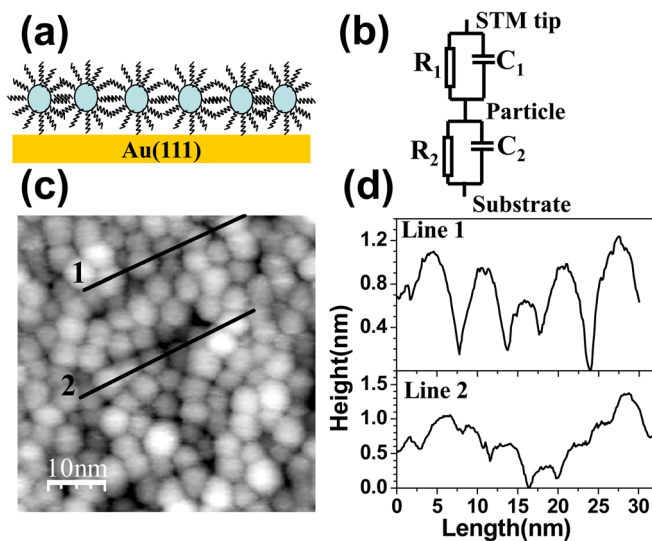 (a)
Au(111)
(b)
STM tip
R1
C1
Particle
R2
C2
Substrate
(c)
1
2
10nm
(d)
Line 1
1.2
0.8
0.4
Line 2
1.5
1.0
0.5
0.0
Height(nm)
0 5 10 15 20 25 30
Length(nm)